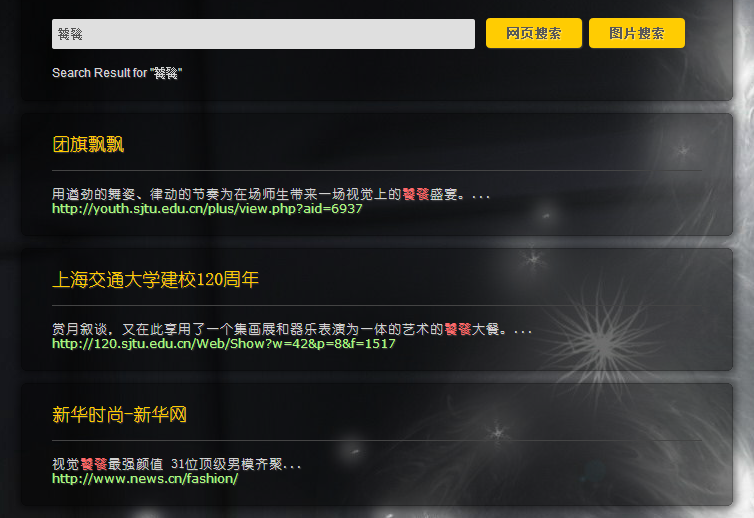 饕餮
网页搜索
图片搜索
Search Result for "饕餮"
团旗飘飘
用遒劲的舞姿、律动的节奏为在场师生带来一场视觉上的饕餮盛宴。...
http://youth.sjtu.edu.cn/plus/view.php?aid=6937
上海交通大学建校120周年
赏月叙谈，又在此享用了一个集画展和器乐表演为一体的艺术的饕餮大餐。...
http://120.sjtu.edu.cn/Web/Show?w=42&p=8&f=1517
新华时尚-新华网
视觉饕餮最强颜值 31位顶级男模齐聚...
http://www.news.cn/fashion/